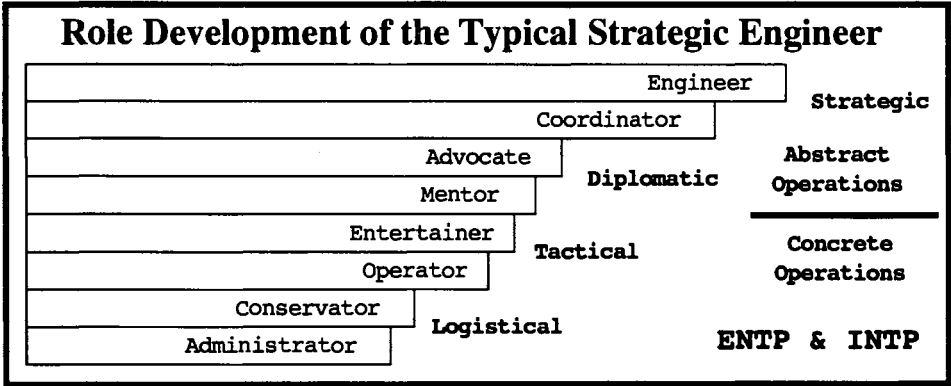 Role Development of the Typical Strategic Engineer
Engineer
Strategic
Coordinator
Advocate
Abstract
Operations
Diplomatic
Mentor
Entertainer
Tactical
Concrete
Operations
Operator
Conservator
Logistical
Administrator
ENTP & INTP